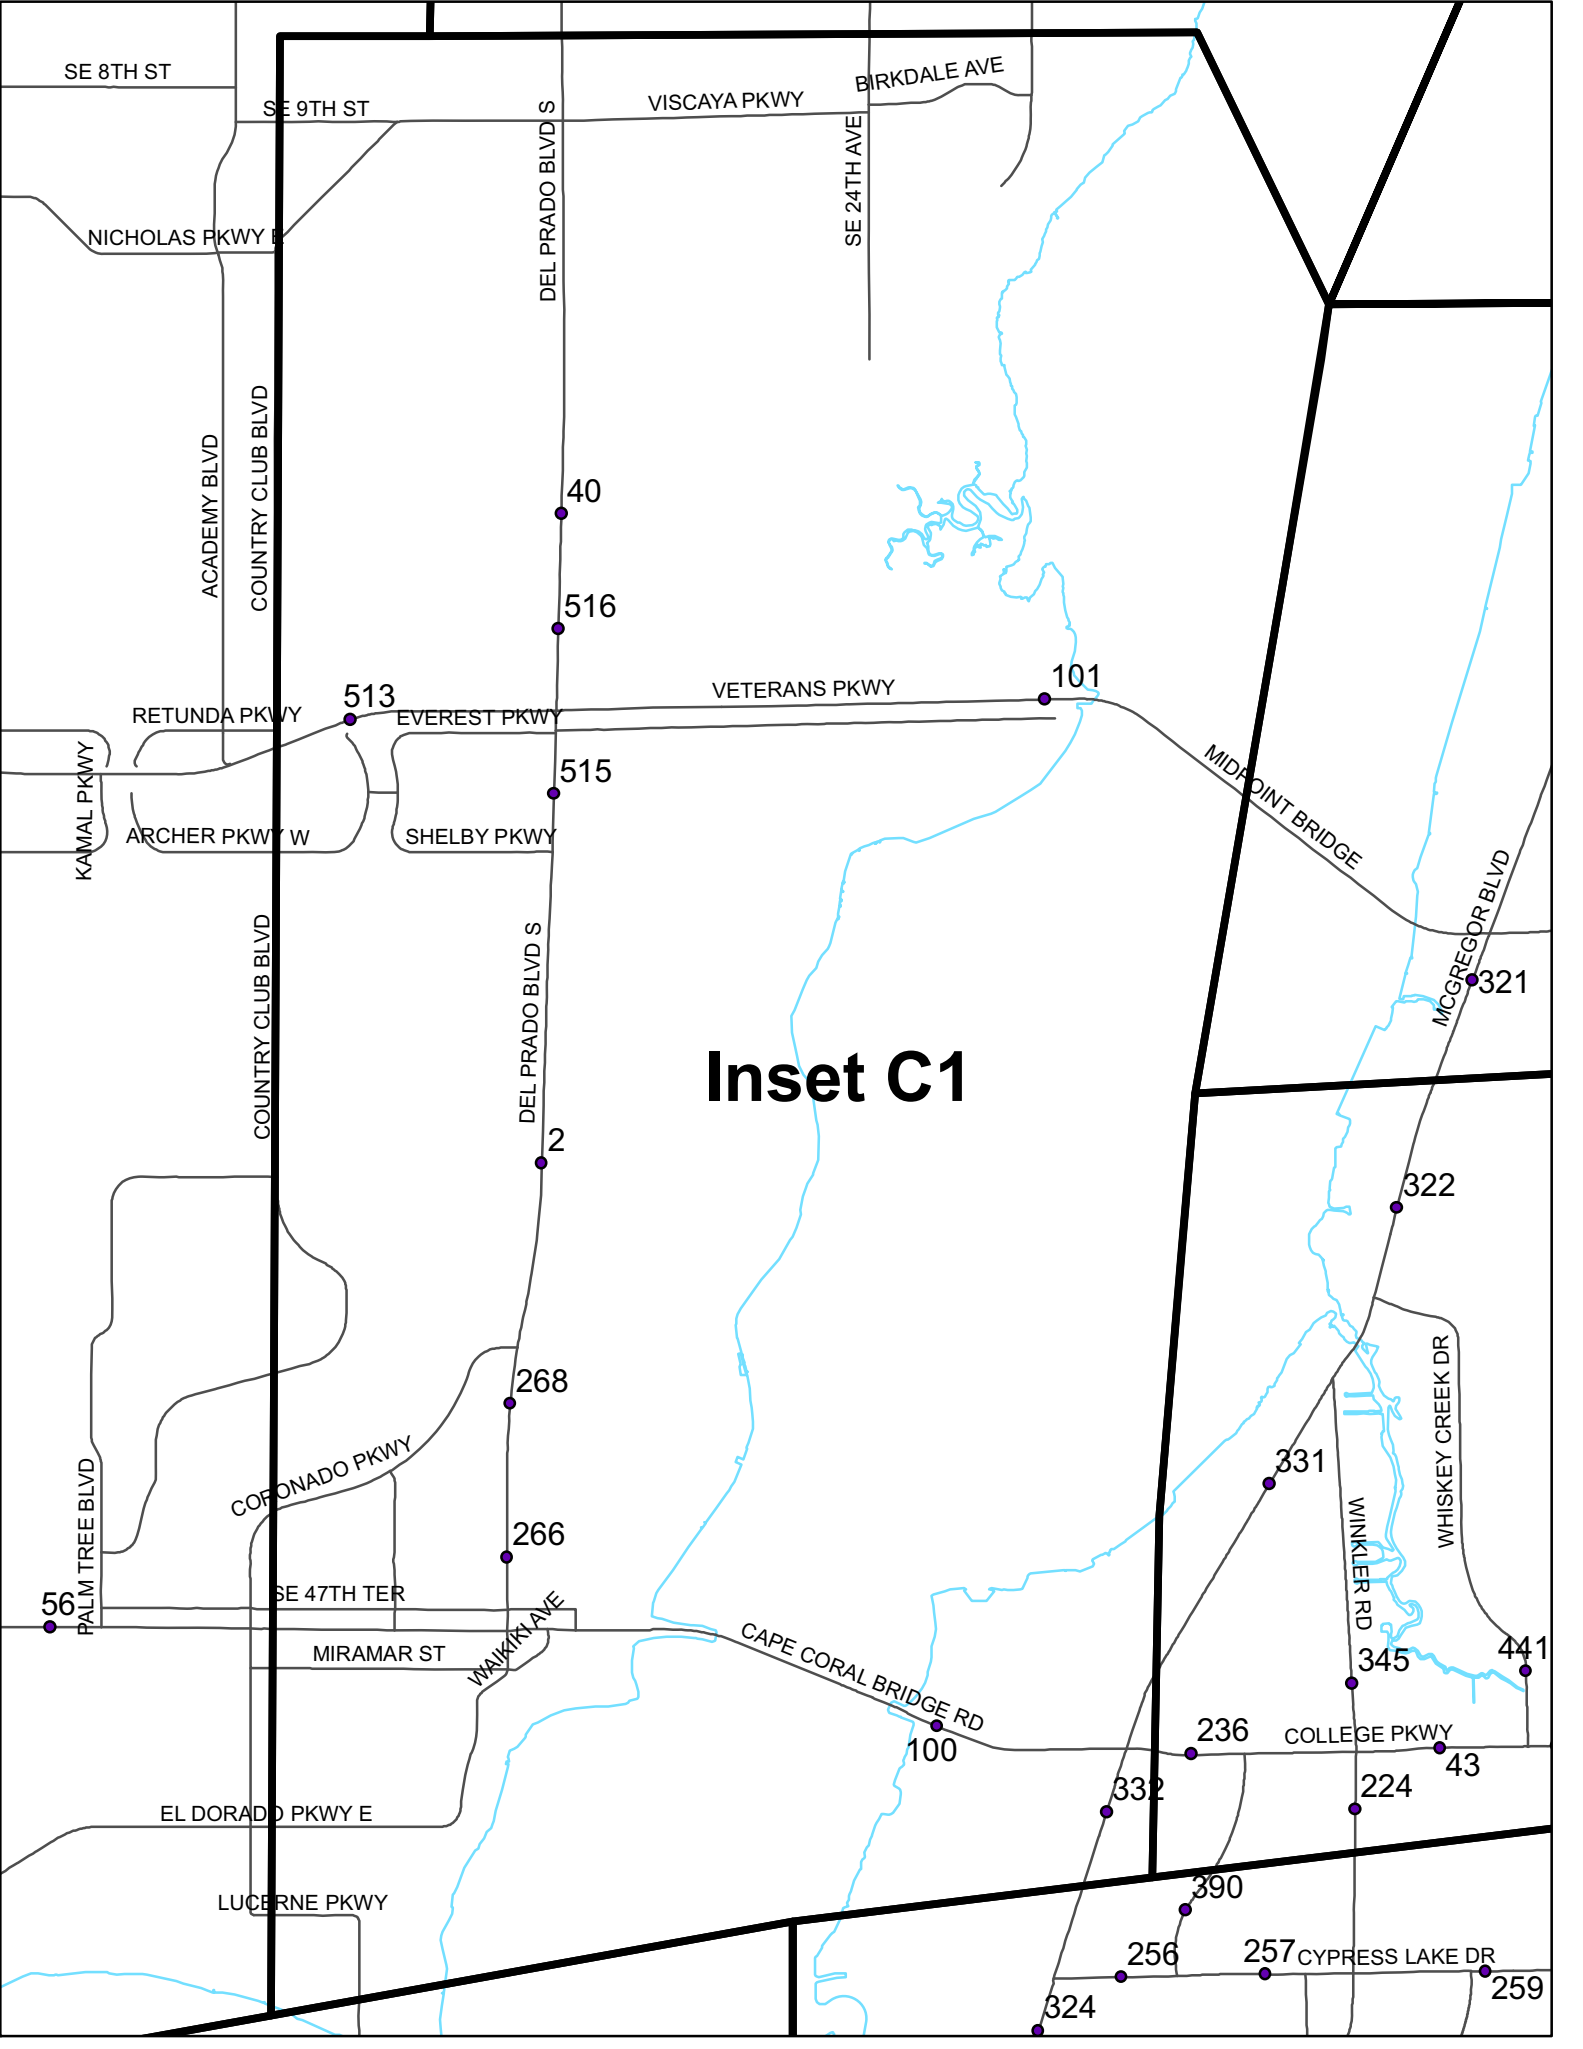 SE 8TH ST
BIRKDALE AVE
SE 9TH ST
VISCAYA PKWY
DEL PRADO BLVD S
SE 24TH AVE
NICHOLAS PKWY E
ACADEMY BLVD
COUNTRY CLUB BLVD
40
516
101
513
VETERANS PKWY
RETUNDA PKWY
EVEREST PKWY
KAMAL PKWY
515
MIDPOINT BRIDGE
ARCHER PKWY W
SHELBY PKWY
MCGREGOR BLVD
COUNTRY CLUB BLVD
DEL PRADO BLVD S
321
Inset C1
2
322
268
WHISKEY CREEK DR
CORONADO PKWY
331
PALM TREE BLVD
WINKLER RD
266
SE 47TH TER
56
WAIKIKI AVE
MIRAMAR ST
CAPE CORAL BRIDGE RD
441
345
236
COLLEGE PKWY
100
43
332
224
EL DORADO PKWY E
390
LUCERNE PKWY
256
257
CYPRESS LAKE DR
259
324